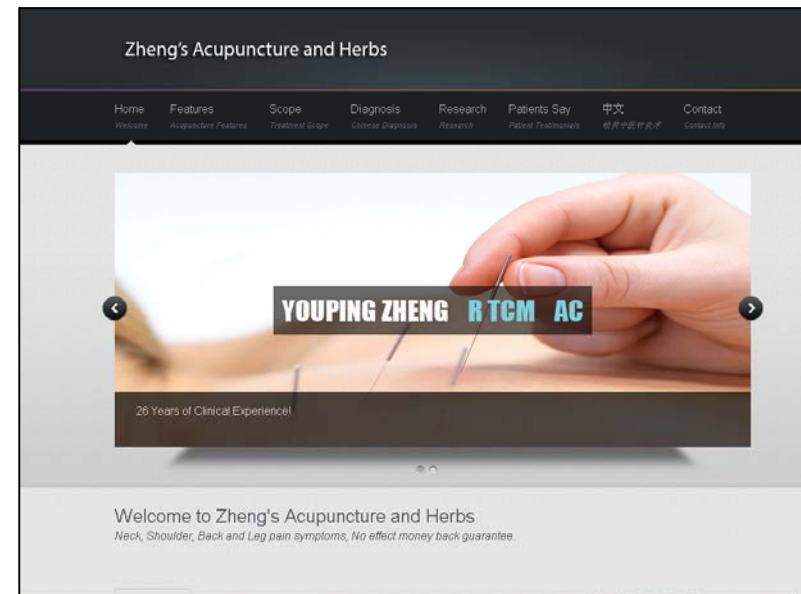 Zheng's Acupuncture and Herbs
Home Features Scope Diagnosis Research Patients Say 中文 Contact
Welcome Acupuncture Features Treatment Scope Chinese Diagnosis Research Patient Testimonials Contact Info
YOUPING ZHENG R TCM AC
26 Years of Clinical Experience!
Welcome to Zheng's Acupuncture and Herbs
Neck, Shoulder, Back and Leg pain symptoms, No effect money back guarantee.